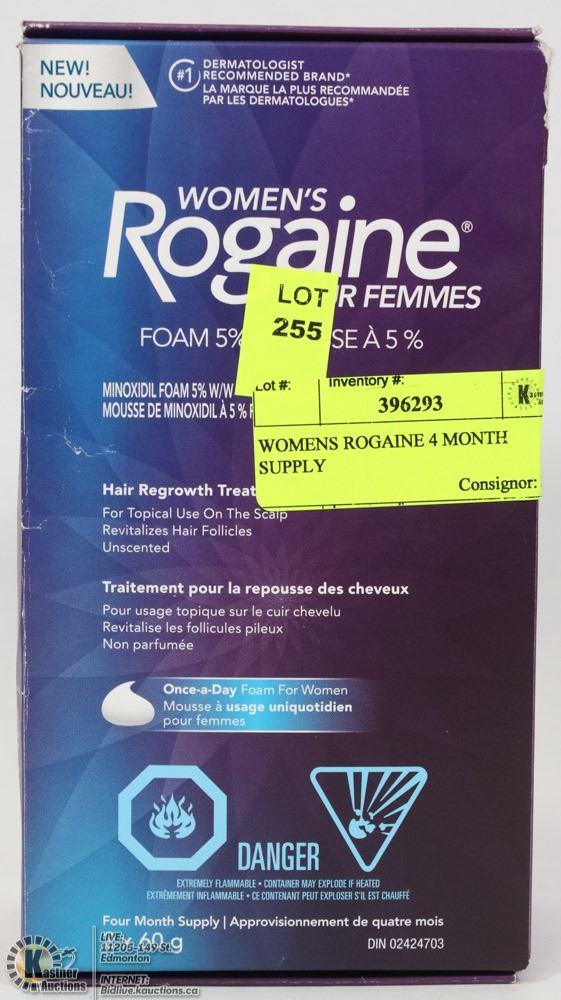 NEW!
NOUVEAU!
#1
DERMATOLOGIST
RECOMMENDED BRAND*
LA MARQUE LA PLUS RECOMMANDÉE
PAR LES DERMATOLOGUES*
WOMEN'S
Rogaine®
R FEMMES
LOT
255
FOAM 5% SE À 5 %
MINOXIDIL FOAM 5% W/W
MOUSSE DE MINOXIDIL À 5 %
Lot #: Inventory #:
396293
WOMENS ROGAINE 4 MONTH
SUPPLY
Consignor:
Hair Regrowth Treat
For Topical Use On The Scalp
Revitalizes Hair Follicles
Unscented
Traitement pour la repousse des cheveux
Pour usage topique sur le cuir chevelu
Revitalise les follicules pileux
Non parfumée
Once-a-Day Foam For Women
Mousse à usage uniquotidien
pour femmes
DANGER
EXTREMELY FLAMMABLE • CONTAINER MAY EXPLODE IF HEATED
EXTRÊMEMENT INFLAMMABLE • CE CONTENANT PEUT EXPLOSER S'IL EST CHAUFFÉ
Four Month Supply | Approvisionnement de quatre mois
60 g
DIN 02424703
Kastner
Auctions
LIVE:
11205-149 St.
Edmonton
INTERNET:
Bidlive.kauctions.ca